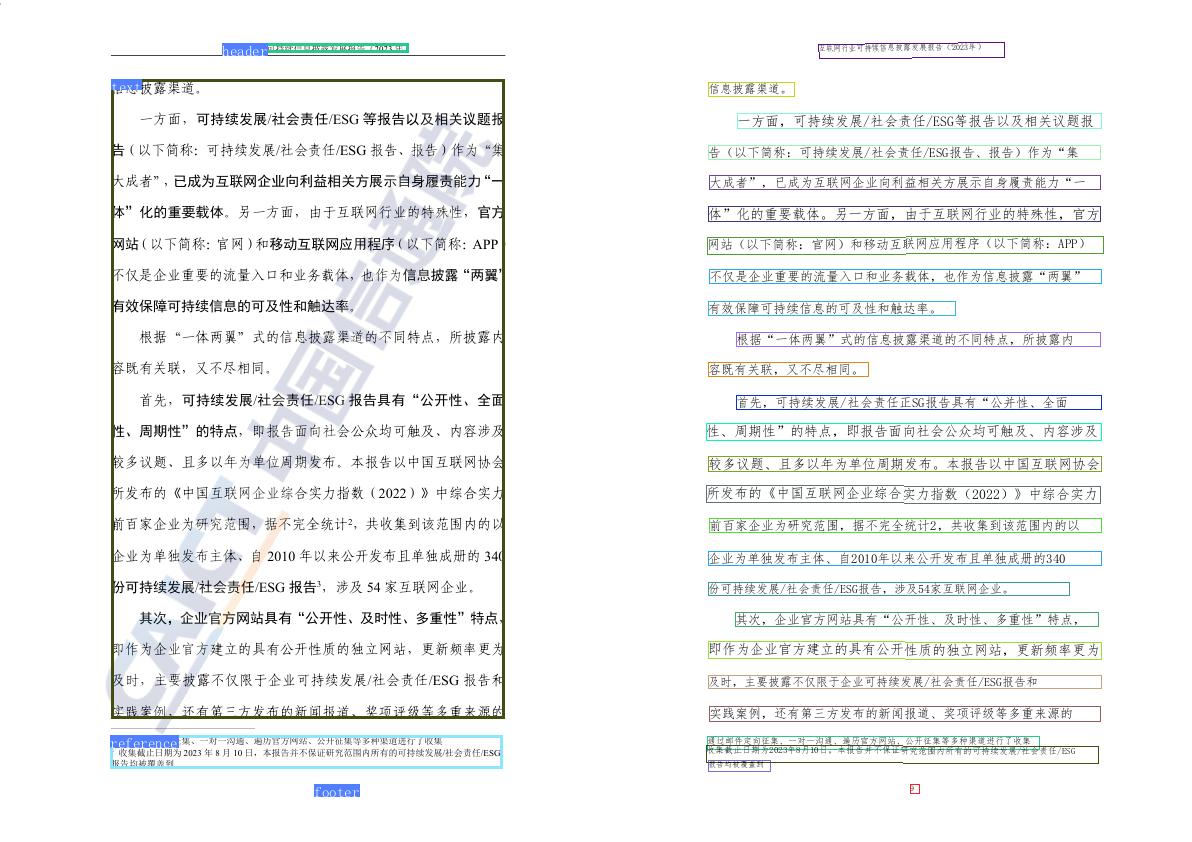 header
text
信息披露渠道。
一方面，可持续发展/社会责任/ESG 等报告以及相关议题报
告（以下简称：可持续发展/社会责任/ESG 报告、报告）作为“集
大成者”，已成为互联网企业向利益相关方展示自身履责能力“一
体”化的重要载体。另一方面，由于互联网行业的特殊性，官方
网站（以下简称：官网）和移动互联网应用程序（以下简称：APP
不仅是企业重要的流量入口和业务载体，也作为信息披露“两翼”
有效保障可持续信息的可及性和触达率。
根据“一体两翼”式的信息披露渠道的不同特点，所披露内
容既有关联，又不尽相同。
首先，可持续发展/社会责任/ESG 报告具有“公开性、全面
性、周期性”的特点，即报告面向社会公众均可触及、内容涉及
较多议题、且多以年为单位周期发布。本报告以中国互联网协会
所发布的《中国互联网企业综合实力指数（2022）》中综合实力
前百家企业为研究范围，据不完全统计²，共收集到该范围内的以
企业为单独发布主体、自 2010 年以来公开发布且单独成册的 340
份可持续发展/社会责任/ESG 报告³，涉及 54 家互联网企业。
其次，企业官方网站具有“公开性、及时性、多重性”特点，
即作为企业官方建立的具有公开性质的独立网站，更新频率更为
及时，主要披露不仅限于企业可持续发展/社会责任/ESG 报告和
实践案例，还有第三方发布的新闻报道、奖项评级等多重来源的
reference
集、一对一沟通、遍历官方网站、公开征集等多种渠道进行了收集
收集截止日期为 2023 年 8 月 10 日，本报告并不保证研究范围内所有的可持续发展/社会责任/ESG
报告均被覆盖到
footer
CAICT 中国信通院
互联网行业可持续信息披露发展报告（2023年）
信息披露渠道。
一方面，可持续发展/社会责任/ESG等报告以及相关议题报
告（以下简称：可持续发展/社会责任/ESG报告、报告）作为“集
大成者”，已成为互联网企业向利益相关方展示自身履责能力“一
体”化的重要载体。另一方面，由于互联网行业的特殊性，官方
网站（以下简称：官网）和移动互联网应用程序（以下简称：APP）
不仅是企业重要的流量入口和业务载体，也作为信息披露“两翼”
有效保障可持续信息的可及性和触达率。
根据“一体两翼”式的信息披露渠道的不同特点，所披露内
容既有关联，又不尽相同。
首先，可持续发展/社会责任正SG报告具有“公并性、全面
性、周期性”的特点，即报告面向社会公众均可触及、内容涉及
较多议题、且多以年为单位周期发布。本报告以中国互联网协会
所发布的《中国互联网企业综合实力指数（2022）》中综合实力
前百家企业为研究范围，据不完全统计2，共收集到该范围内的以
企业为单独发布主体、自2010年以来公开发布且单独成册的340
份可持续发展/社会责任/ESG报告，涉及54家互联网企业。
其次，企业官方网站具有“公开性、及时性、多重性”特点，
即作为企业官方建立的具有公开性质的独立网站，更新频率更为
及时，主要披露不仅限于企业可持续发展/社会责任/ESG报告和
实践案例，还有第三方发布的新闻报道、奖项评级等多重来源的
通过邮件定向征集、一对一沟通、遍历官方网站、公开征集等多种渠道进行了收集
收集截止日期为2023年8月10日，本报告并不保证研究范围内所有的可持续发展/社会责任/ESG
报告均被覆盖到